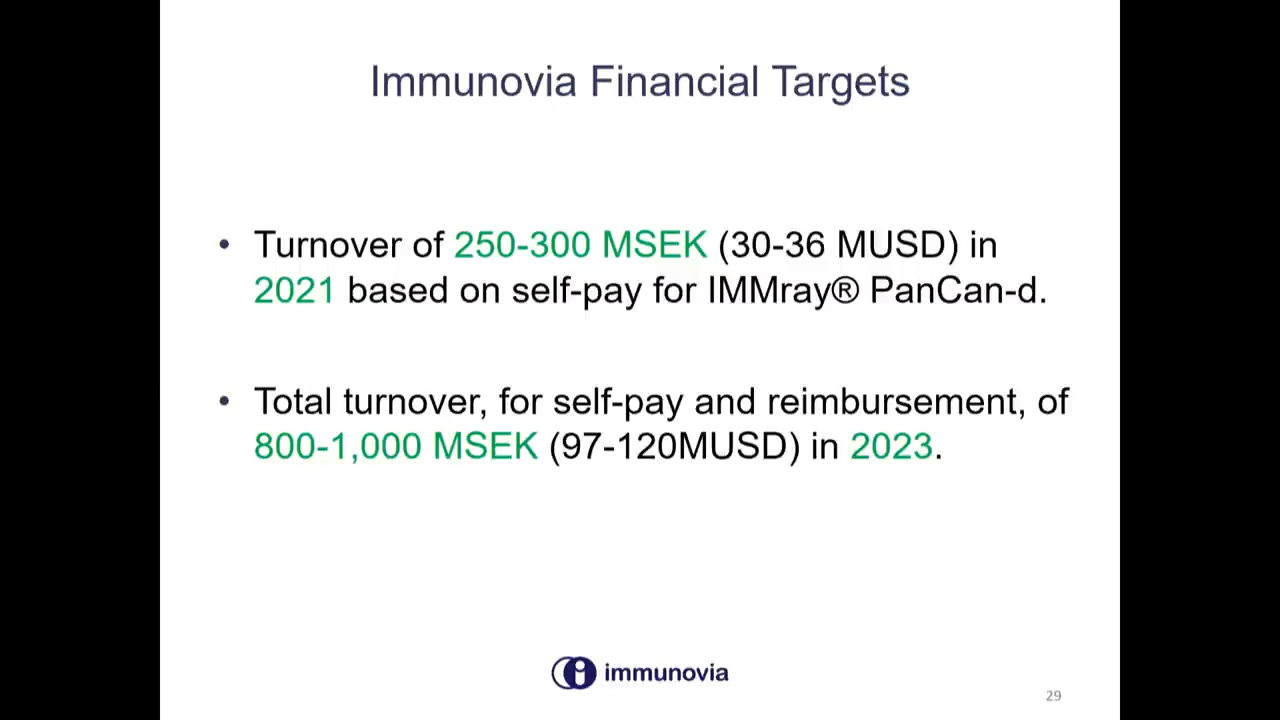 Immunovia Financial Targets
• Turnover of 250-300 MSEK (30-36 MUSD) in
2021 based on self-pay for IMMray® PanCan-d.
• Total turnover, for self-pay and reimbursement, of
800-1,000 MSEK (97-120MUSD) in 2023.
immunovia
29